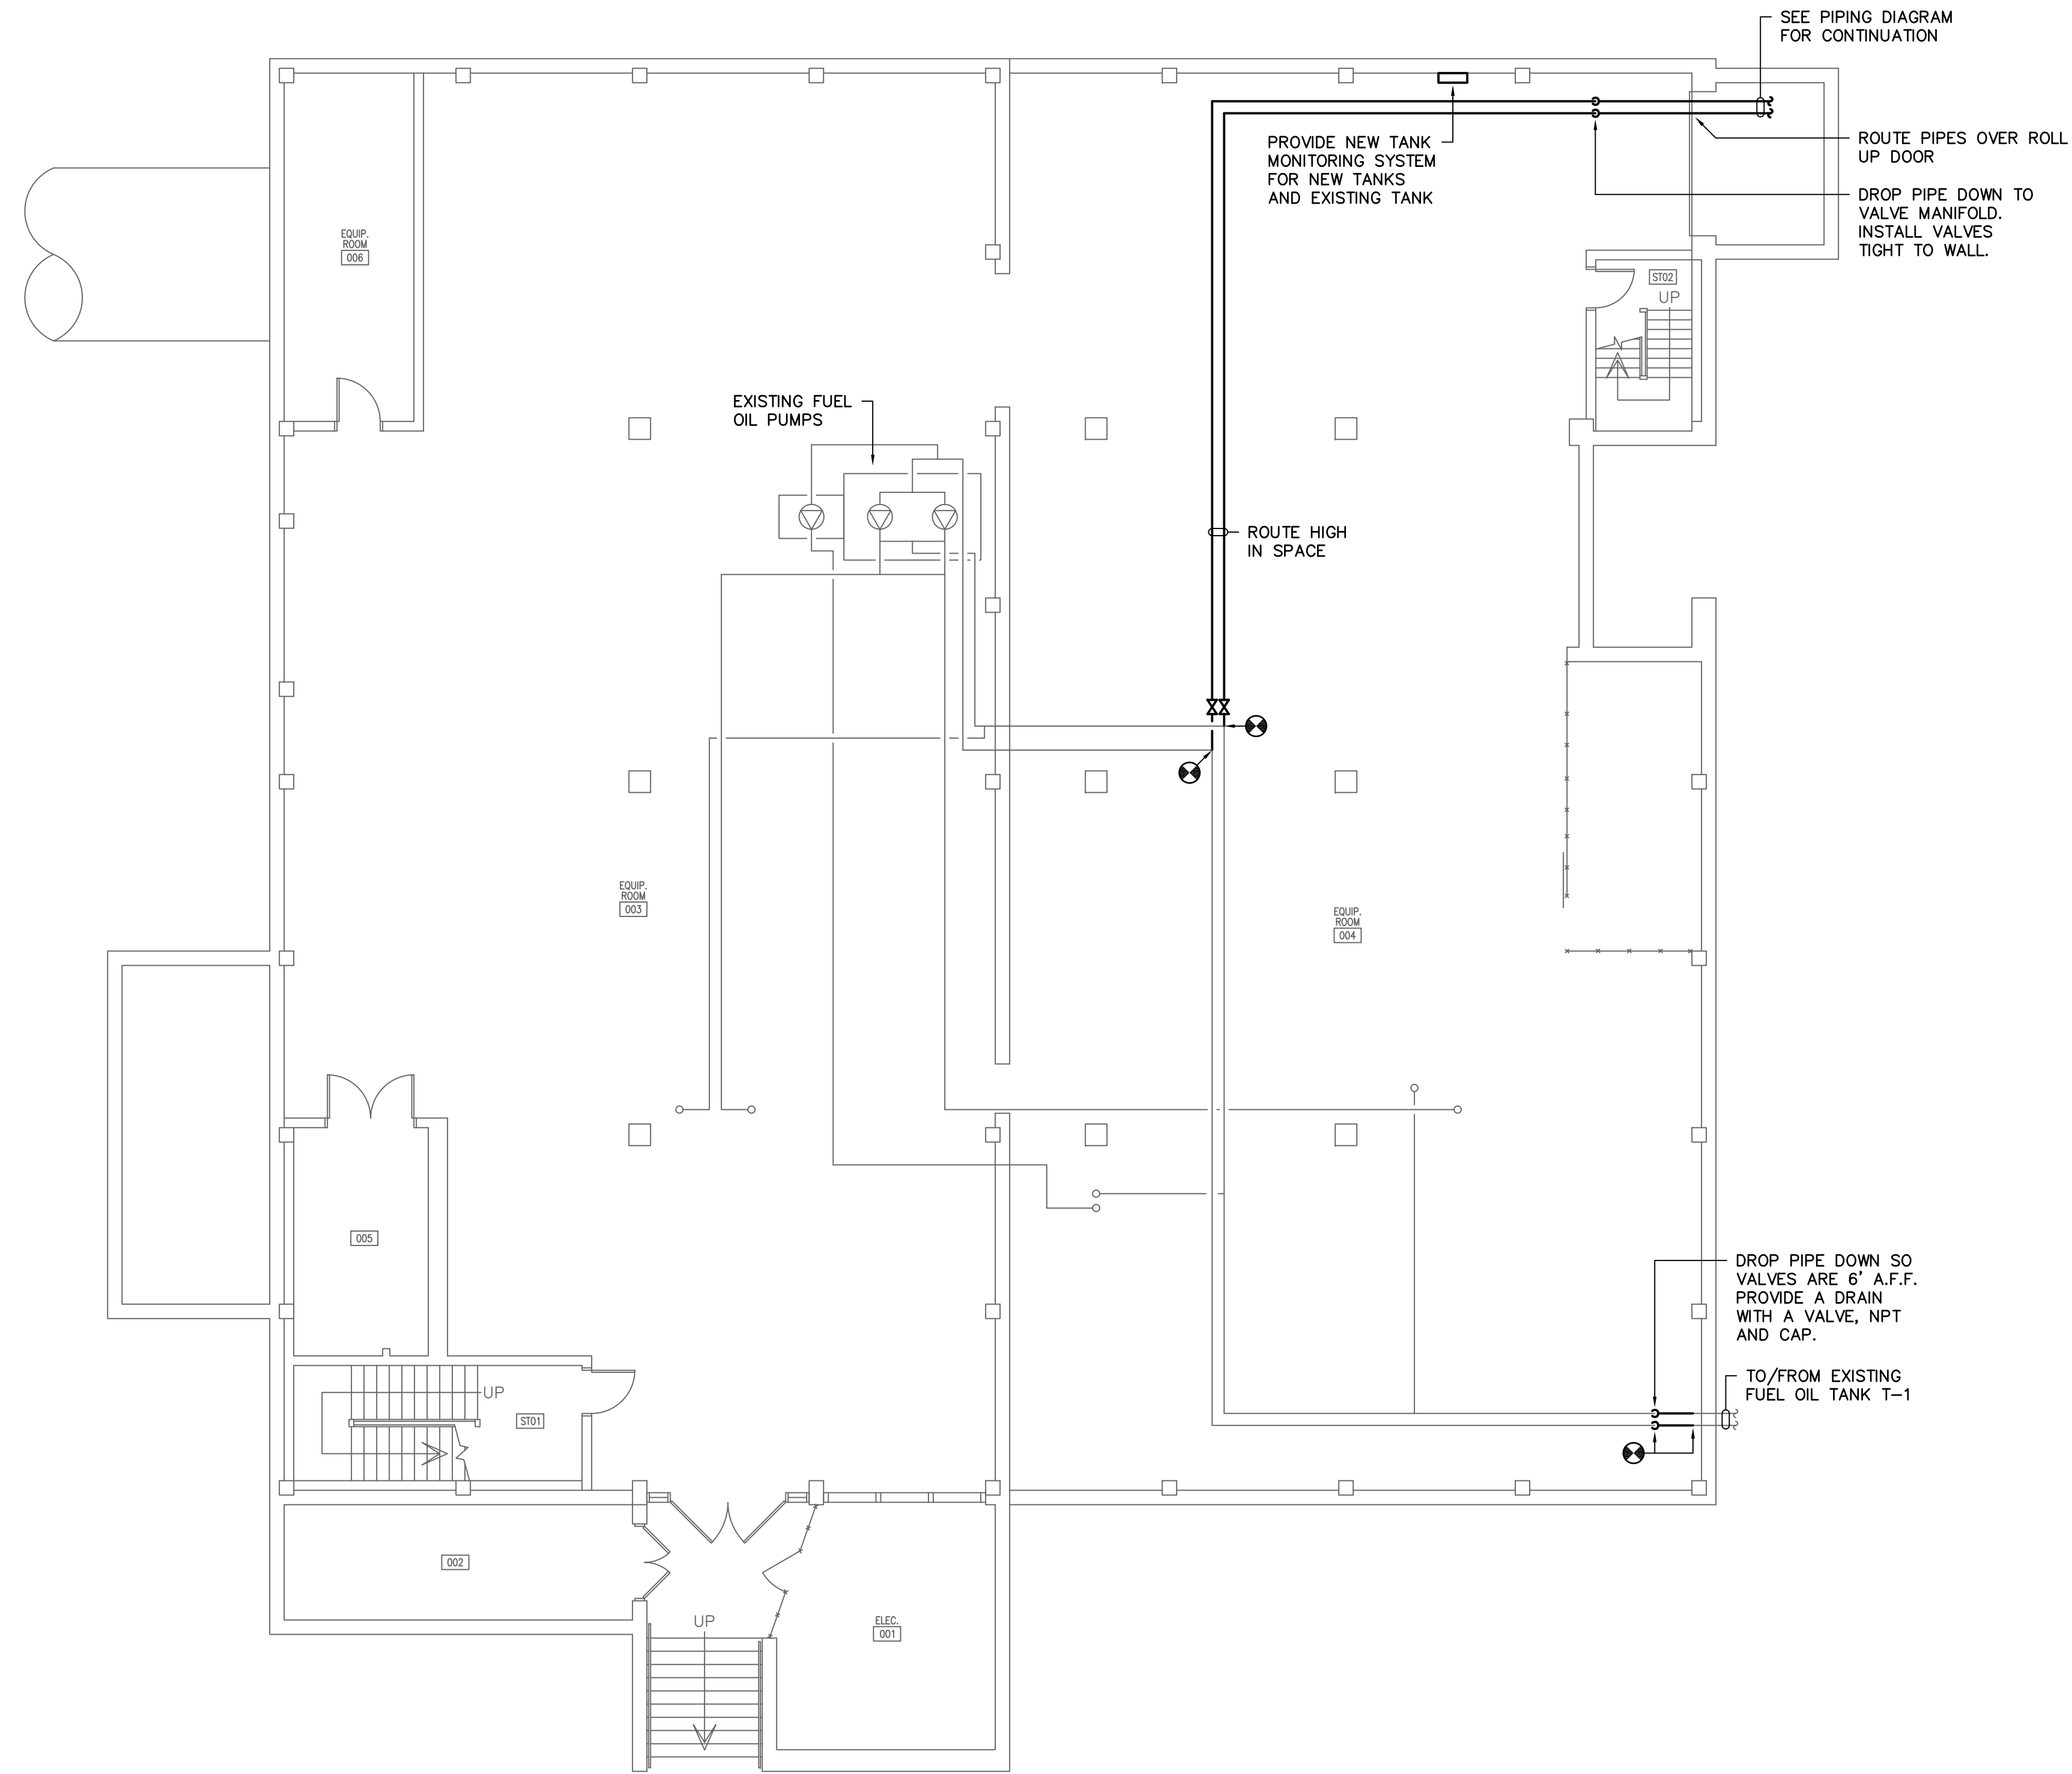 SEE PIPING DIAGRAM
FOR CONTINUATION
PROVIDE NEW TANK
MONITORING SYSTEM
FOR NEW TANKS
AND EXISTING TANK
ROUTE PIPES OVER ROLL
UP DOOR
DROP PIPE DOWN TO
VALVE MANIFOLD.
INSTALL VALVES
TIGHT TO WALL.
EQUIP.
ROOM
006
ST02
UP
EXISTING FUEL
OIL PUMPS
ROUTE HIGH
IN SPACE
EQUIP.
ROOM
003
EQUIP.
ROOM
004
005
DROP PIPE DOWN SO
VALVES ARE 6' A.F.F.
PROVIDE A DRAIN
WITH A VALVE, NPT
AND CAP.
TO/FROM EXISTING
FUEL OIL TANK T-1
UP
ST01
002
UP
ELEC.
001